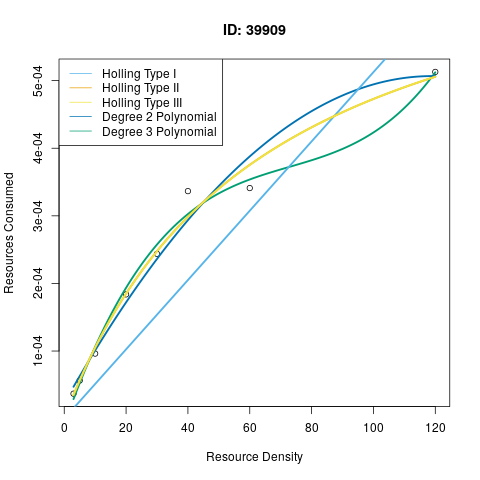 ID: 39909
Holling Type I
Holling Type II
Holling Type III
Degree 2 Polynomial
Degree 3 Polynomial
5e-04
4e-04
3e-04
2e-04
1e-04
Resources Consumed
0 20 40 60 80 100 120
Resource Density